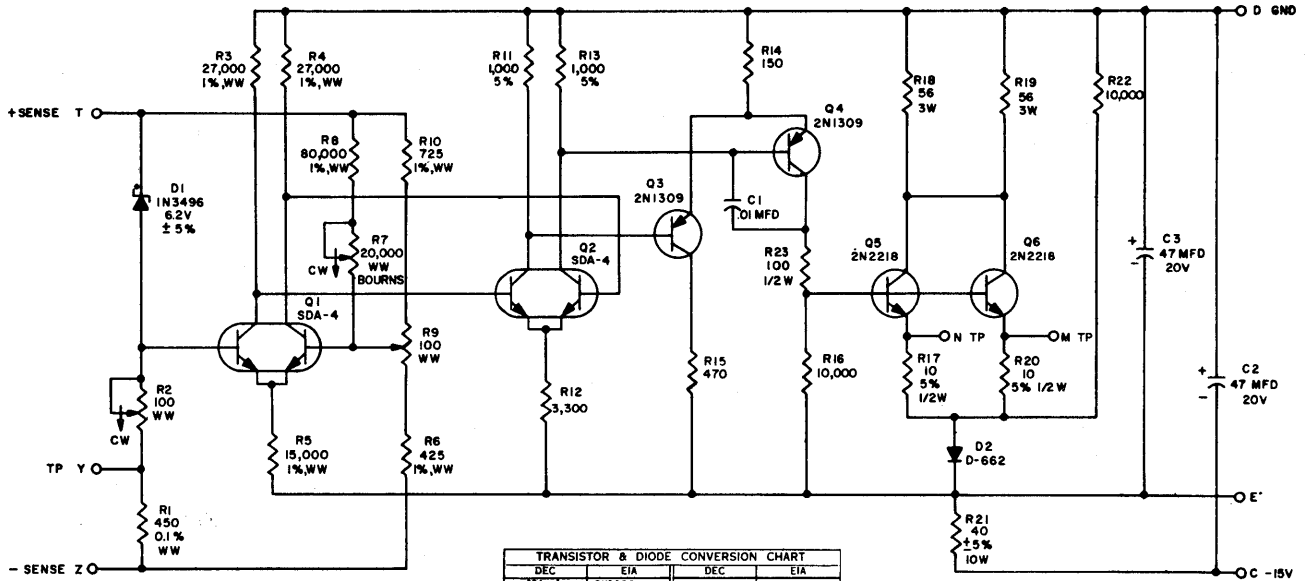 D GND
R3
27,000
1%,WW
R4
27,000
1%,WW
R11
1,000
5%
R13
1,000
5%
R14
150
R18
56
3W
R19
56
3W
R22
10,000
+SENSE T
R8
80,000
1%,WW
R10
725
1%,WW
Q4
2N1309
D1
1N3496
6.2V
± 5%
Q3
2N1309
C1
.01 MFD
R7
20,000
WW
BOURNS
CW
Q2
SDA-4
R23
100
1/2W
Q5
2N2218
Q6
2N2218
+
C3
47 MFD
20V
-
Q1
SDA-4
R9
100
WW
N TP
M TP
R2
100
WW
CW
R12
3,300
R15
470
R16
10,000
R17
10
5%
1/2W
R20
10
5% 1/2W
+
C2
47 MFD
20V
-
R5
15,000
1%,WW
R6
425
1%,WW
D2
D-662
TP Y
E'
R1
450
0.1%
WW
R21
40
±5%
10W
- SENSE Z
C -15V
TRANSISTOR & DIODE CONVERSION CHART
DEC EIA DEC EIA